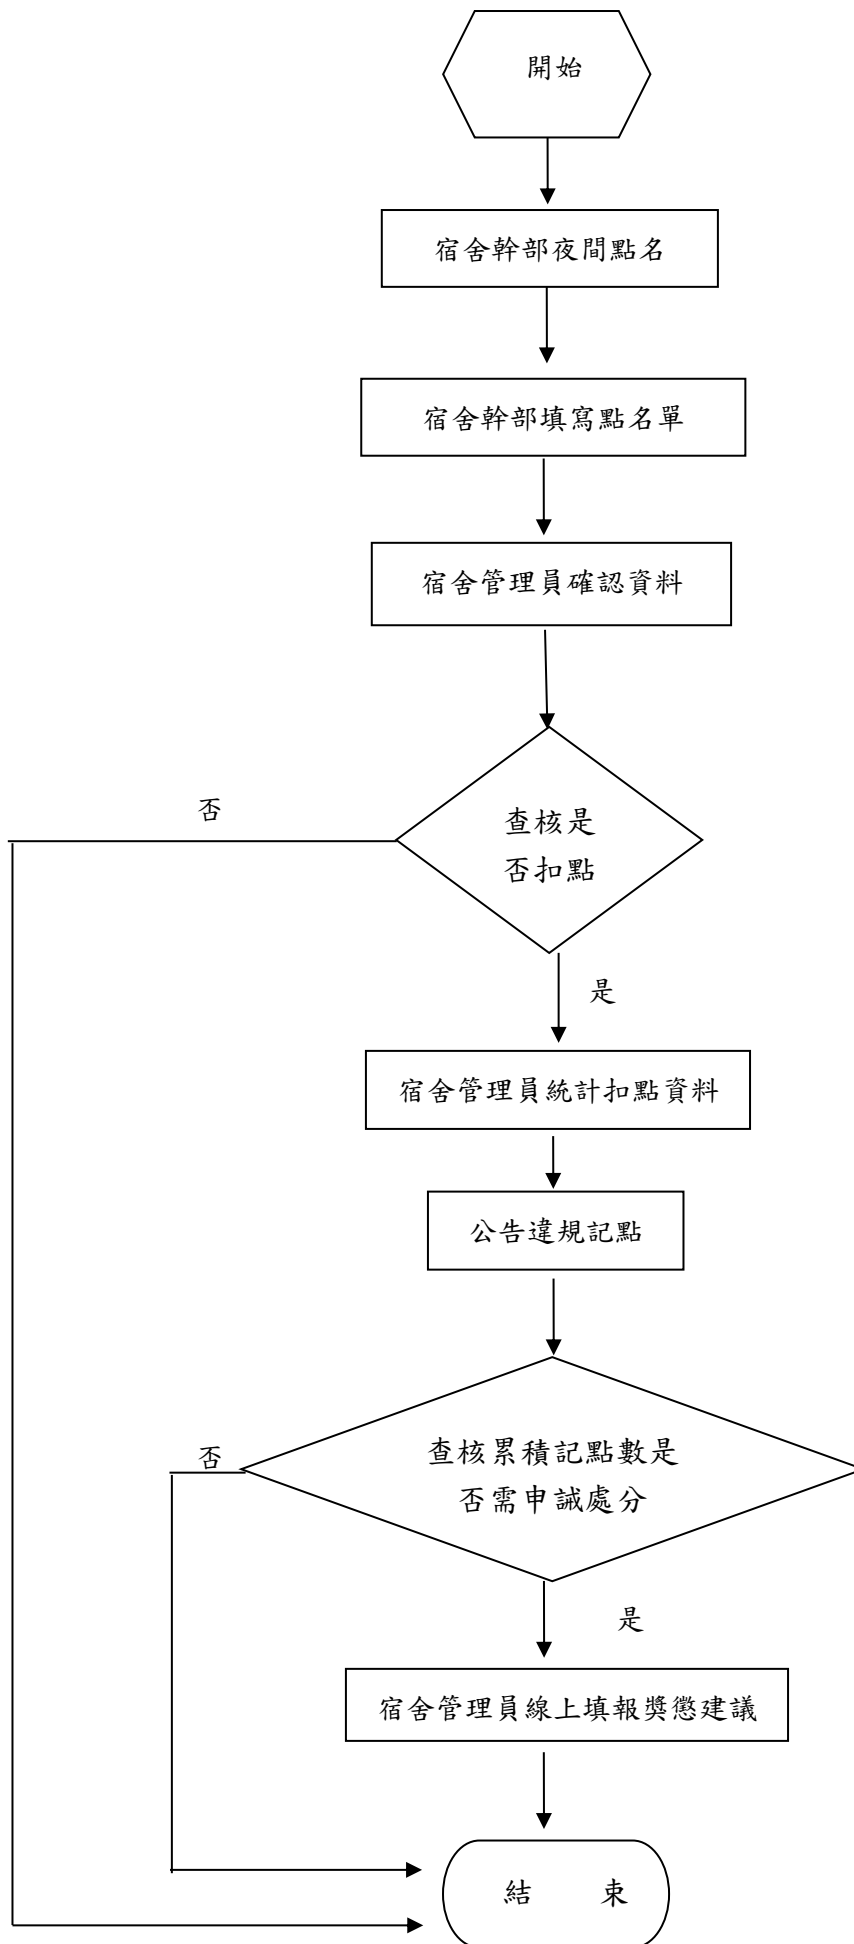 開始
宿舍幹部夜間點名
宿舍幹部填寫點名單
宿舍管理員確認資料
否
查核是
否扣點
是
宿舍管理員統計扣點資料
公告違規記點
否
查核累積記點數是
否需申誡處分
是
宿舍管理員線上填報獎懲建議
結 束